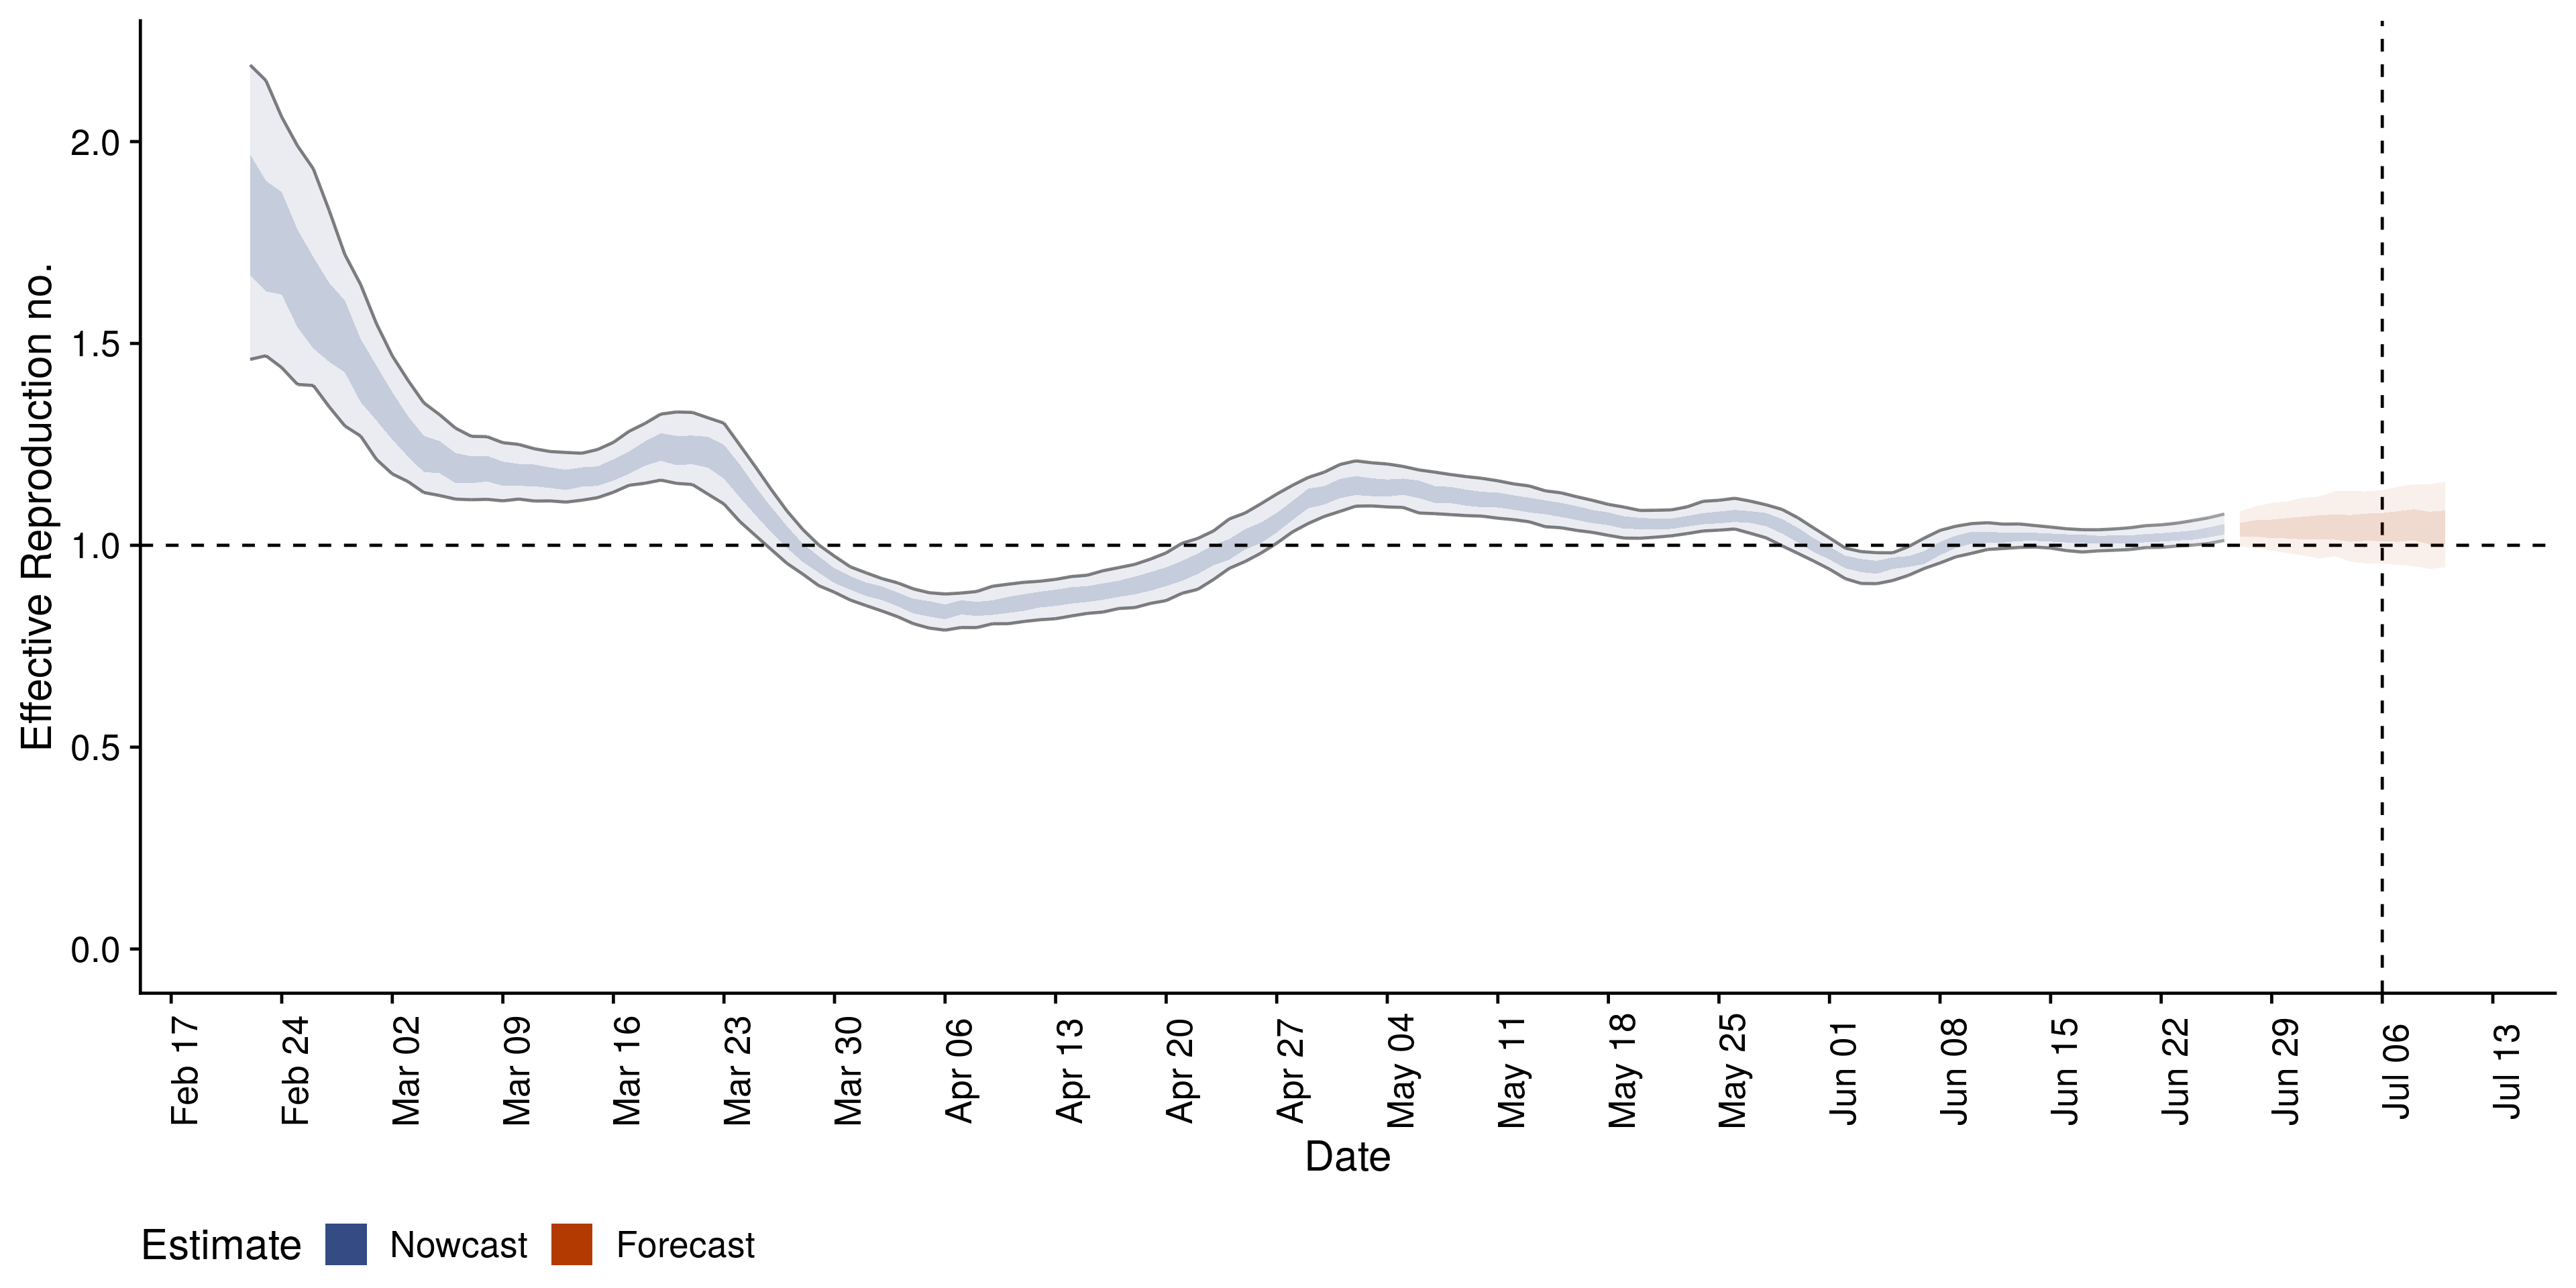 Effective Reproduction no.
2.0
1.5
1.0
0.5
0.0
Feb 17
Feb 24
Mar 02
Mar 09
Mar 16
Mar 23
Mar 30
Apr 06
Apr 13
Apr 20
Apr 27
May 04
May 11
May 18
May 25
Jun 01
Jun 08
Jun 15
Jun 22
Jun 29
Jul 06
Jul 13
Date
Estimate Nowcast Forecast